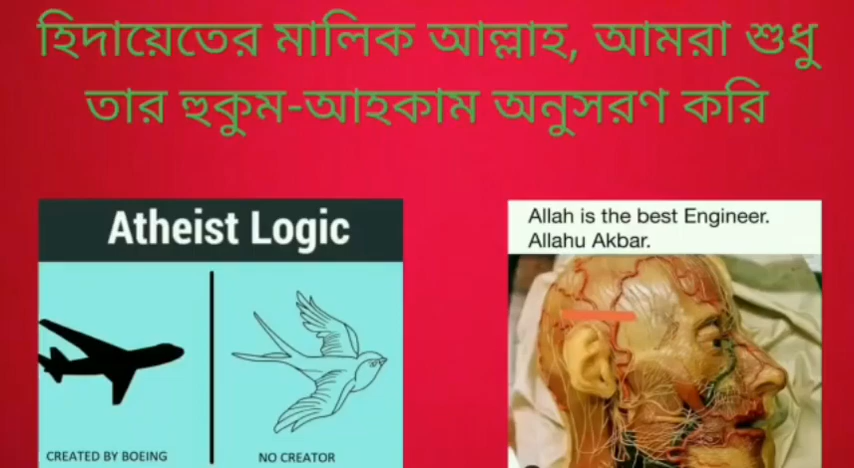 হিদায়েতের মালিক আল্লাহ, আমরা শুধু
তার হুকুম-আহকাম অনুসরণ করি
Atheist Logic
CREATED BY BOEING
NO CREATOR
Allah is the best Engineer.
Allahu Akbar.